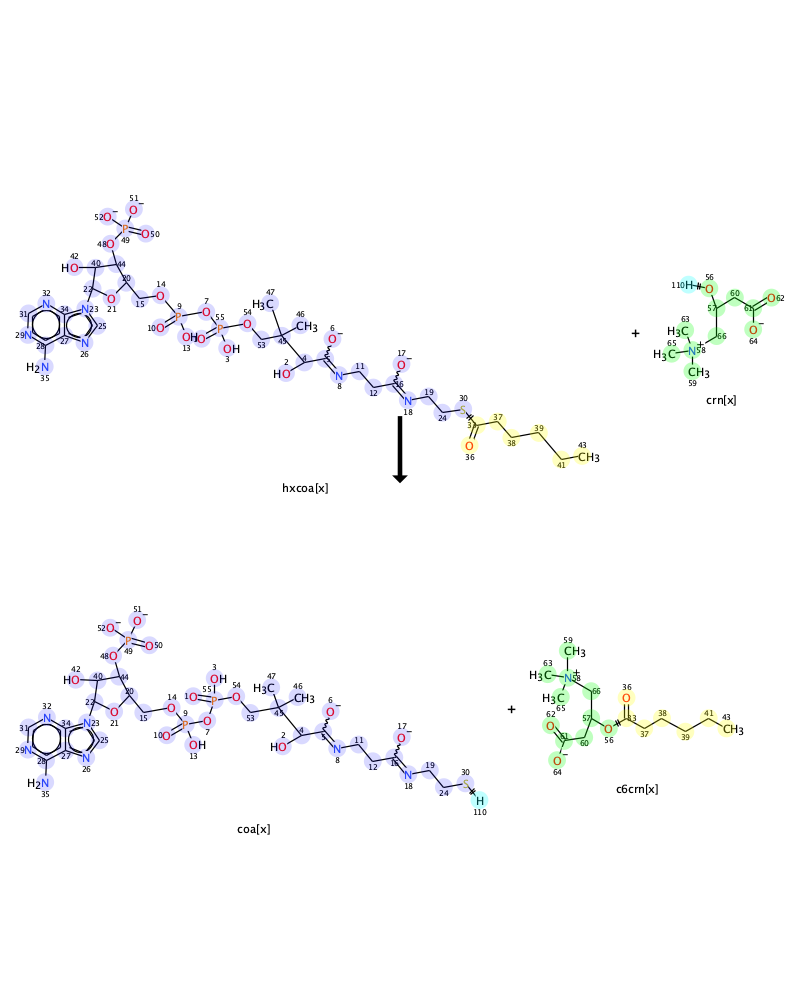 51
52 O⁻ O⁻
P O 50
48 O 49
42 HO 40 44
22 20
O 21
15
O 14
32 N
31 34 N 23
29 N 28 27 25
N 26
H₂N 35
P 9
10 O
OH 13
O 7
55 P
O
OH 3
O 54
53
47 H₃C
46 CH₃
45
2 HO
4
6 O⁻
5
N 8
11
12
17 O⁻
16
N 18
19
24
30 S
33
O 36
37
38
39
41
43 CH₃
hxcoa[x]
+
110 H
56 O
57
60
61 O 62
O⁻ 64
66
63 H₃C
65 H₃C N⁺ 58
CH₃ 59
crn[x]
51
52 O⁻ O⁻
P O 50
48 O 49
42 HO 40 44
22 20
O 21
15
14 O
32 N
31 34 N 23
29 N 28 27 25
N 26
H₂N 35
9 P
10 O
OH 13
O 7
3 OH
55 P
1 O
O 54
53
47 H₃C
46 CH₃
45
2 HO
4
6 O⁻
5
N 8
11
12
17 O⁻
16
N 18
19
24
30 S
H 110
coa[x]
+
59 CH₃
63 H₃C N⁺ 58
H₃C 65
66
57
60
62 O
61
O⁻ 64
O 56
36 O
33
37
38
39
41
43 CH₃
c6crn[x]